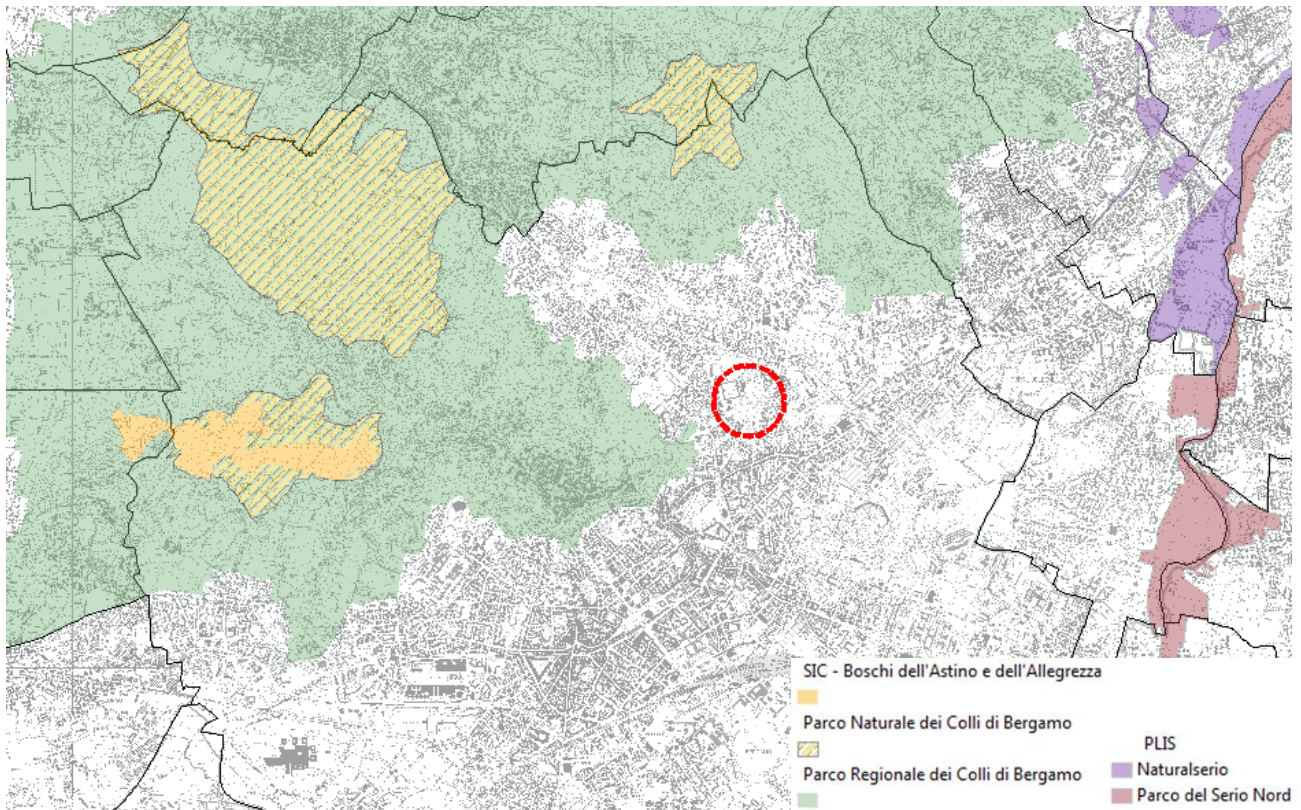 SIC - Boschi dell'Astino e dell'Allegrezza
Parco Naturale dei Colli di Bergamo
Parco Regionale dei Colli di Bergamo
PLIS
Naturalserio
Parco del Serio Nord